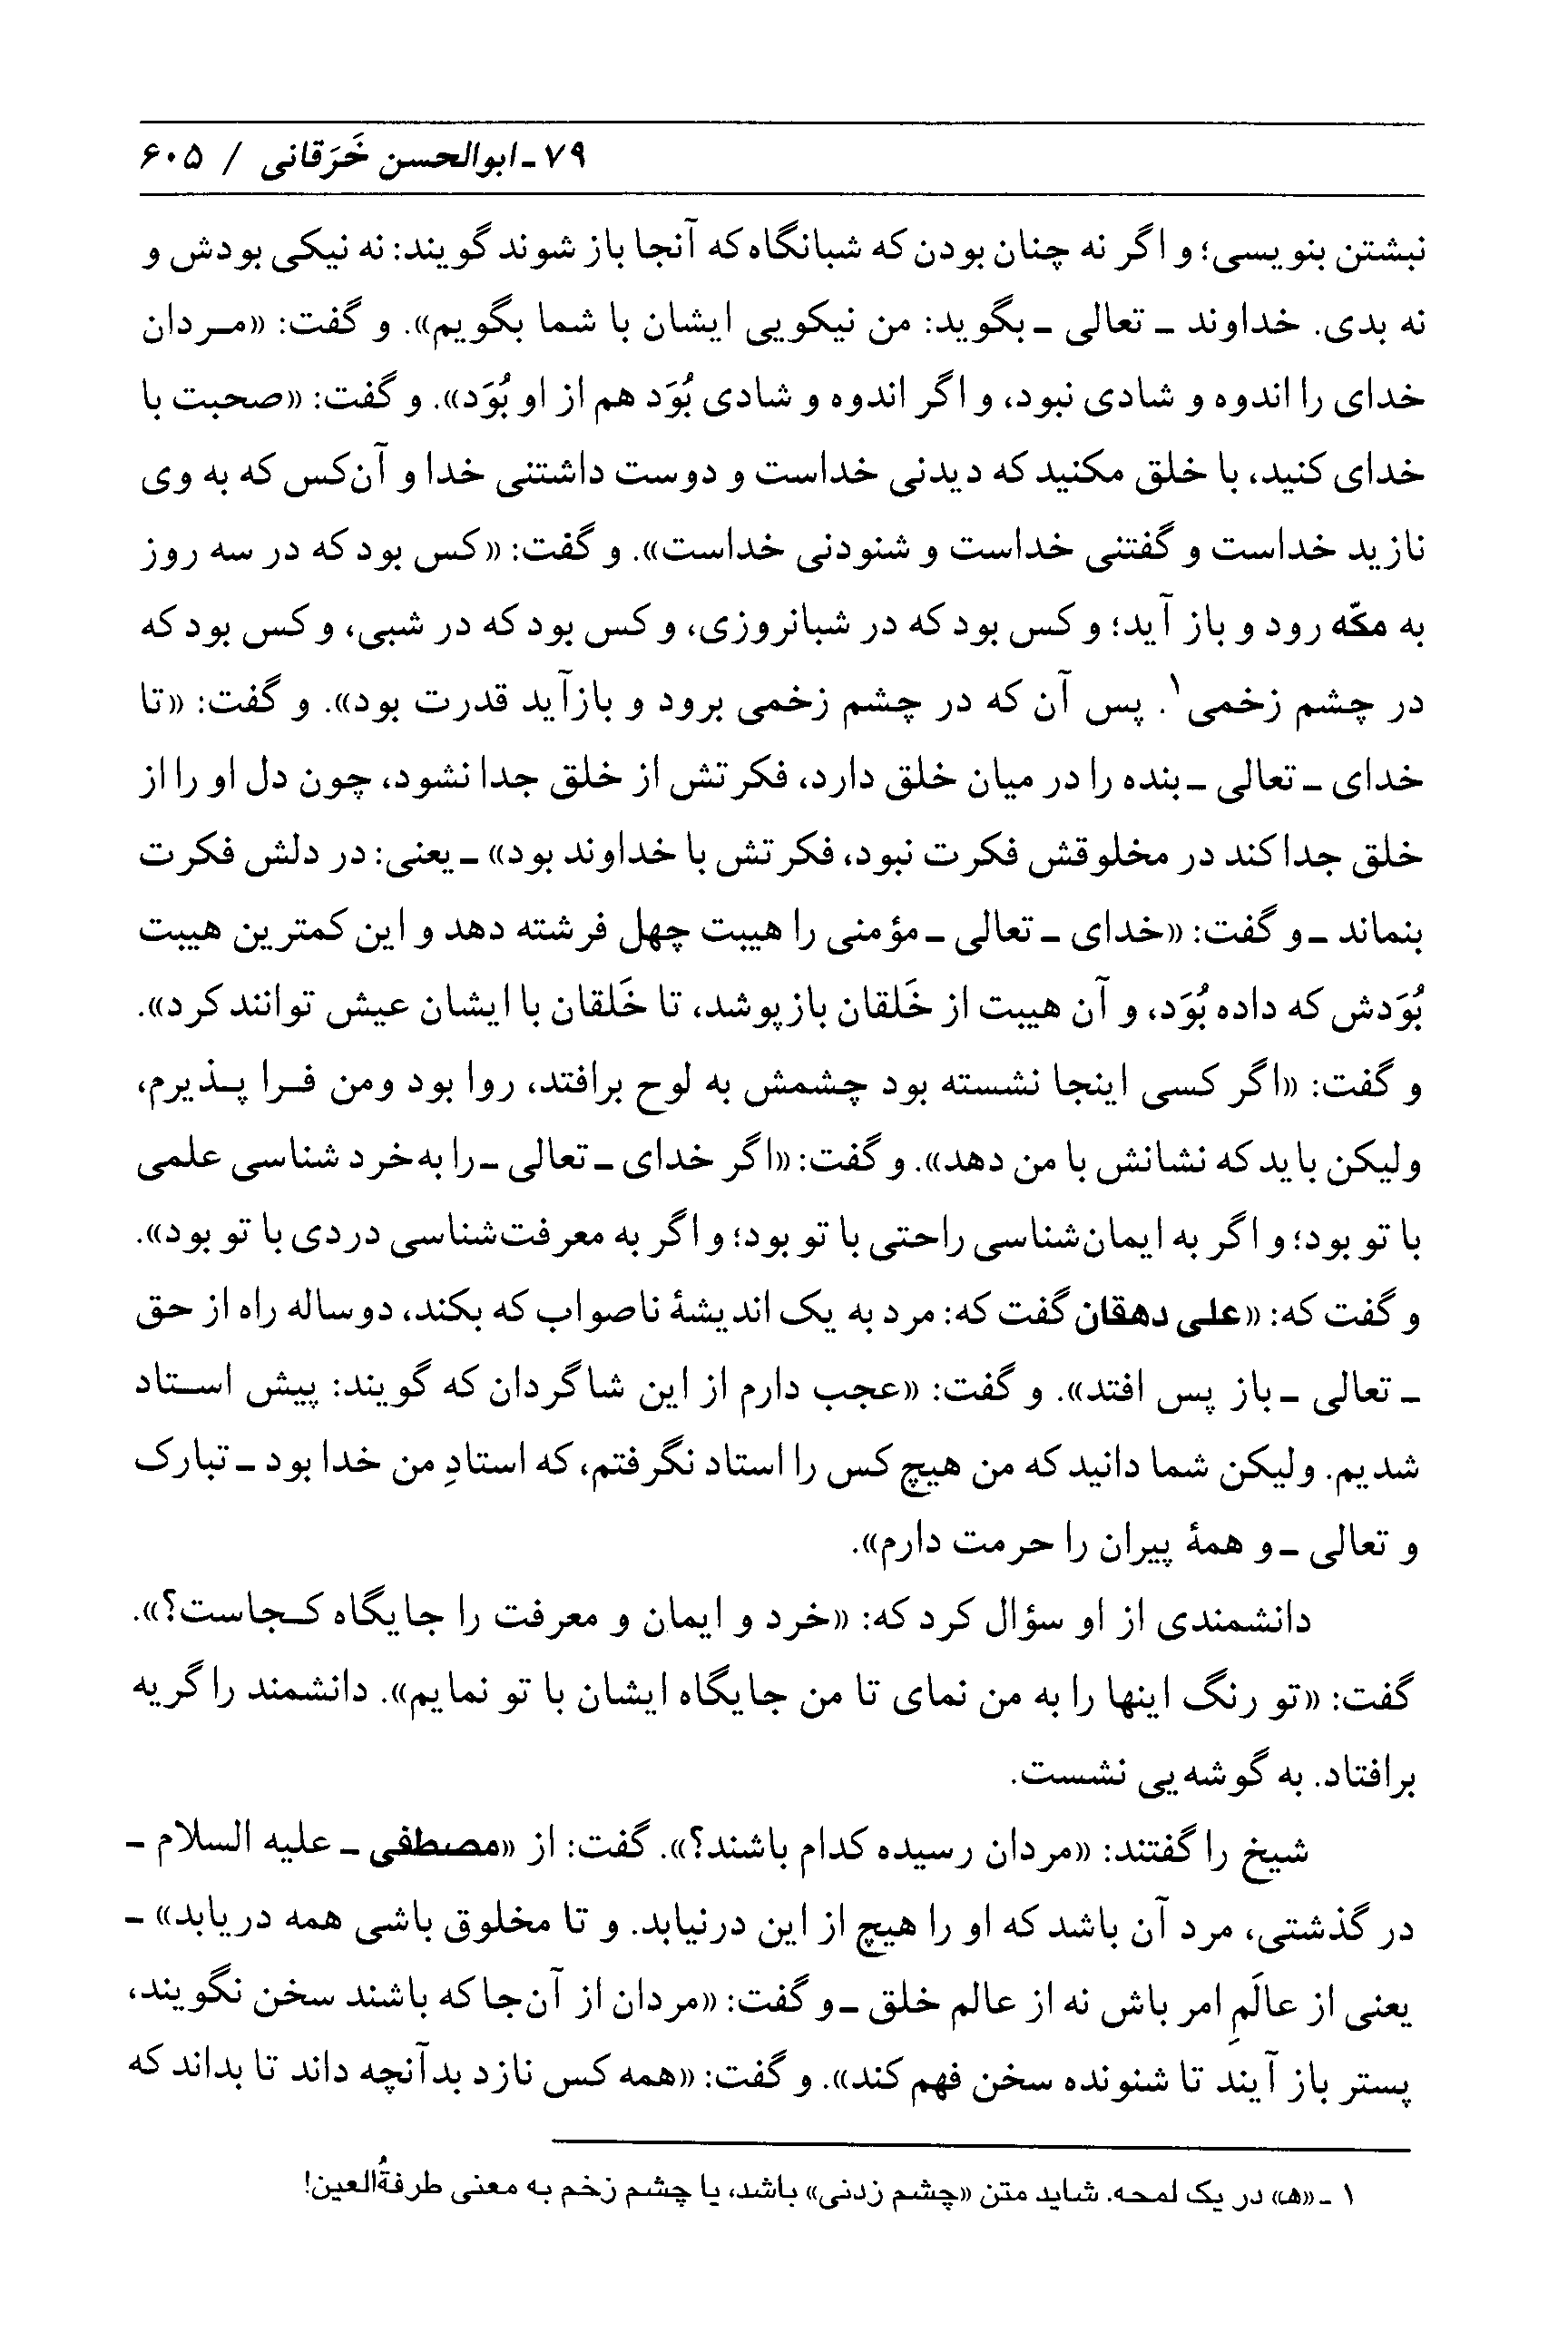 ۷۹ـ ابوالحسن خَرَقانی / ۶۰۵
نبشتن بنویسی؛ و اگر نه چنان بودن که شبانگاه که آنجا باز شوند گویند: نه نیکی بودش و
نه بدی. خداوند ـ تعالی ـ بگوید: من نیکویی ایشان با شما بگویم». و گفت: «مـردان
خدای را اندوه و شادی نبود، و اگر اندوه و شادی بُوَد هم از او بُوَد». و گفت: «صحبت با
خدای کنید، با خلق مکنید که دیدنی خداست و دوست داشتنی خدا و آن‌کس که به وی
نازید خداست و گفتنی خداست و شنودنی خداست». و گفت: «کس بود که در سه روز
به مکّه رود و باز آید؛ و کس بود که در شبانروزی، و کس بود که در شبی، و کس بود که
در چشم زخمی۱. پس آن که در چشم زخمی برود و بازآید قدرت بود». و گفت: «تا
خدای ـ تعالی ـ بنده را در میان خلق دارد، فکرتش از خلق جدا نشود، چون دل او را از
خلق جدا کند در مخلوقش فکرت نبود، فکرتش با خداوند بود» ـ یعنی: در دلش فکرت
بنماند ـ و گفت: «خدای ـ تعالی ـ مؤمنی را هیبت چهل فرشته دهد و این کمترین هیبت
بُوَدش که داده بُوَد، و آن هیبت از خَلقان بازپوشد، تا خَلقان با ایشان عیش توانند کرد».
و گفت: «اگر کسی اینجا نشسته بود چشمش به لوح برافتد، روا بود ومن فـرا پـذیرم،
ولیکن باید که نشانش با من دهد». و گفت: «اگر خدای ـ تعالی ـ را به‌خرد شناسی علمی
با تو بود؛ و اگر به ایمان‌شناسی راحتی با تو بود؛ و اگر به معرفت‌شناسی دردی با تو بود».
و گفت که: «علی دهقان گفت که: مرد به یک اندیشۀ ناصواب که بکند، دوساله راه از حق
ـ تعالی ـ باز پس افتد». و گفت: «عجب دارم از این شاگردان که گویند: پیش اسـتاد
شدیم. ولیکن شما دانید که من هیچ کس را استاد نگرفتم، که استادِ من خدا بود ـ تبارک
و تعالی ـ و همۀ پیران را حرمت دارم».
دانشمندی از او سؤال کرد که: «خرد و ایمان و معرفت را جایگاه کـجاست؟».
گفت: «تو رنگ اینها را به من نمای تا من جایگاه ایشان با تو نمایم». دانشمند را گریه
برافتاد. به گوشه‌یی نشست.
شیخ را گفتند: «مردان رسیده کدام باشند؟». گفت: از «مصطفی ـ علیه السلام ـ
در گذشتی، مرد آن باشد که او را هیچ از این درنیابد. و تا مخلوق باشی همه دریابد» ـ
یعنی از عالَمِ امر باش نه از عالم خلق ـ و گفت: «مردان از آن‌جا که باشند سخن نگویند،
پستر باز آیند تا شنونده سخن فهم کند». و گفت: «همه کس نازد بدآنچه داند تا بداند که
۱ ـ «ه‍» در یک لمحه. شاید متن «چشم زدنی» باشد، یا چشم زخم به معنی طرفةُالعین!